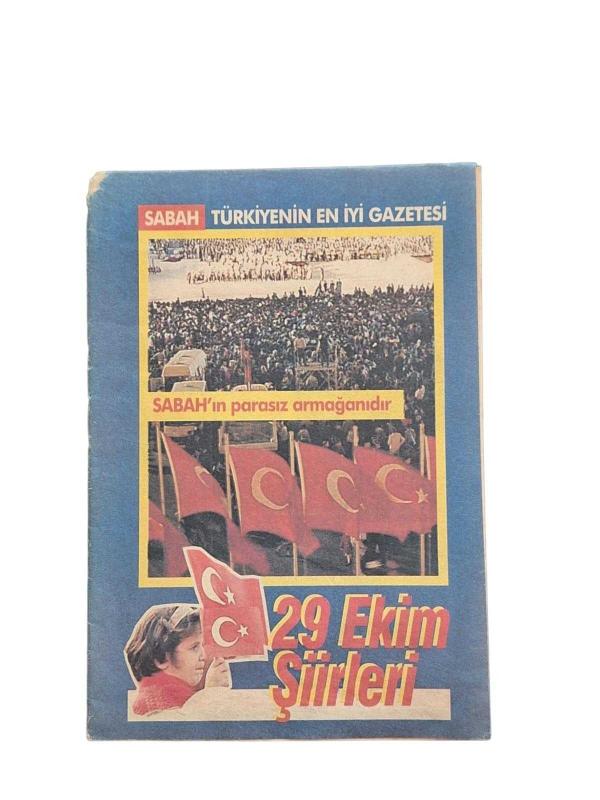 SABAH TÜRKİYENİN EN İYİ GAZETESİ
SABAH'ın parasız armağanıdır
29 Ekim
Şiirleri